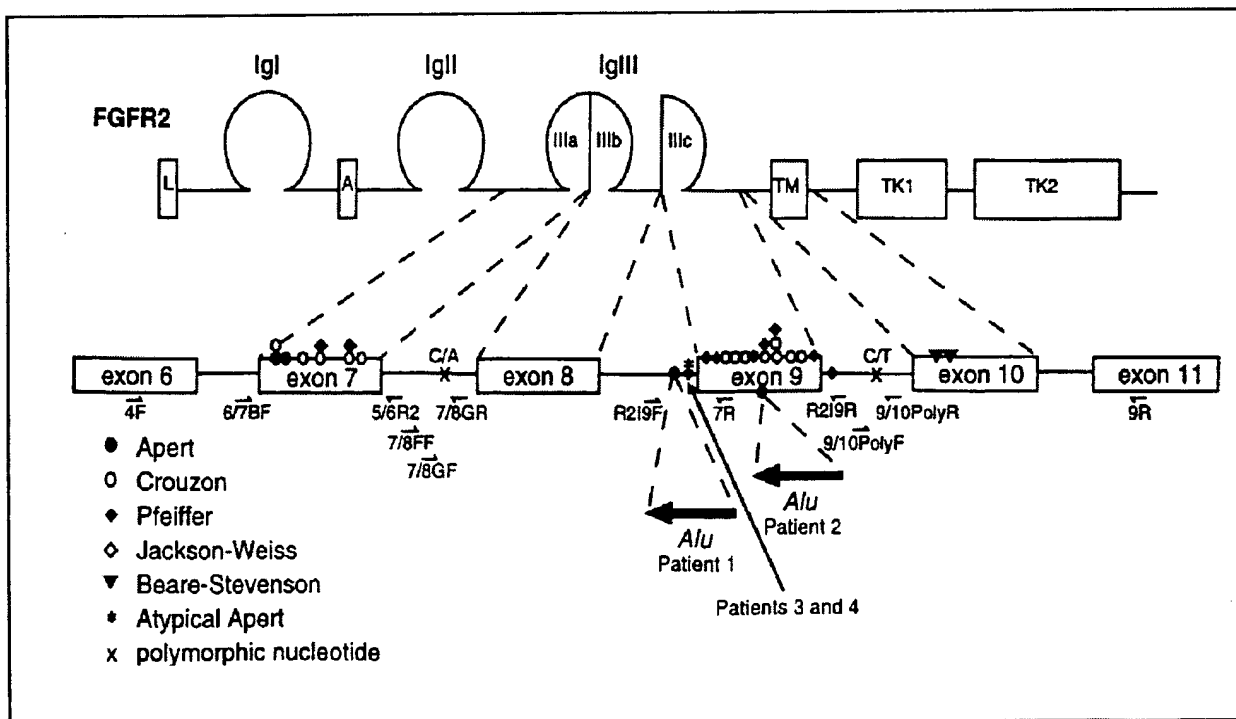 IgI IgII IgIII
FGFR2
IIIa IIIb IIIc
L A TM TK1 TK2
C/A C/T
exon 6 exon 7 exon 8 exon 9 exon 10 exon 11
4F 6/7BF 5/6R2 7/8GR R2I9F 7R R2I9R 9/10PolyR 9R
7/8FF 9/10PolyF
7/8GF
Apert
Crouzon
Pfeiffer
Jackson-Weiss
Beare-Stevenson
Atypical Apert
x polymorphic nucleotide
Alu
Patient 2
Alu
Patient 1
Patients 3 and 4